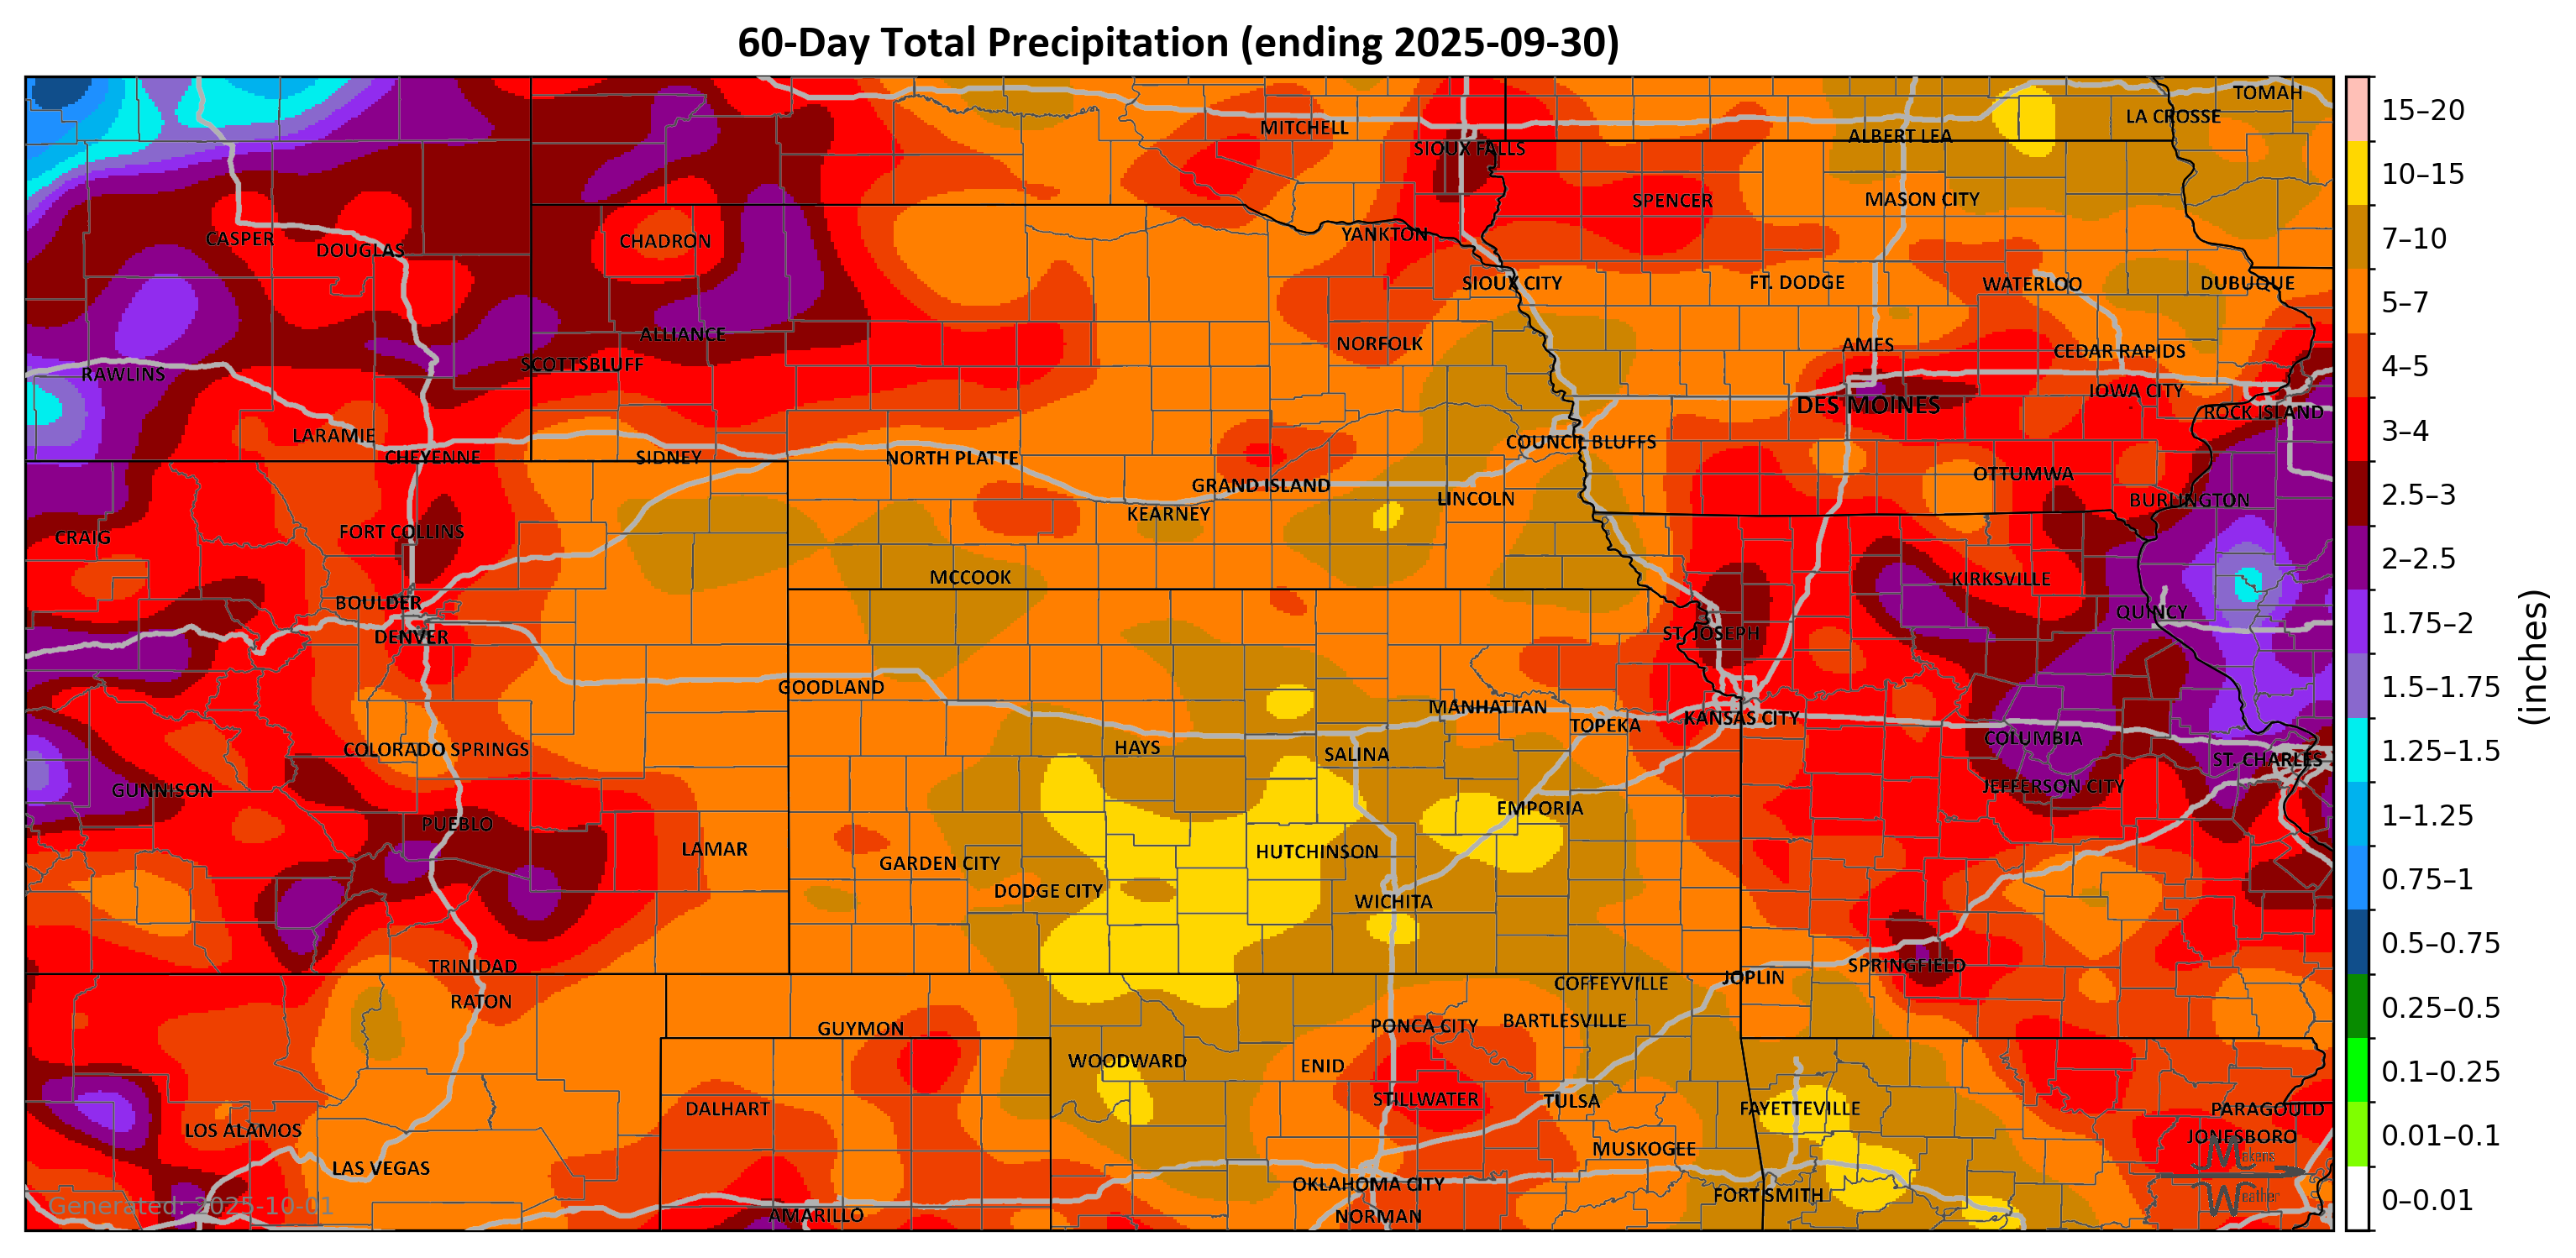 60-Day Total Precipitation (ending 2025-09-30)
TOMAH
LA CROSSE
MITCHELL
ALBERT LEA
SIOUX FALLS
SPENCER
MASON CITY
CASPER
DOUGLAS
CHADRON
YANKTON
SIOUX CITY
FT. DODGE
WATERLOO
DUBUQUE
ALLIANCE
NORFOLK
AMES
CEDAR RAPIDS
SCOTTSBLUFF
RAWLINS
IOWA CITY
DES MOINES
ROCK ISLAND
LARAMIE
COUNCIL BLUFFS
CHEYENNE
SIDNEY
NORTH PLATTE
OTTUMWA
GRAND ISLAND
LINCOLN
BURLINGTON
KEARNEY
CRAIG
FORT COLLINS
MCCOOK
KIRKSVILLE
BOULDER
QUINCY
DENVER
ST. JOSEPH
GOODLAND
MANHATTAN
TOPEKA
KANSAS CITY
COLUMBIA
COLORADO SPRINGS
HAYS
SALINA
ST. CHARLES
GUNNISON
JEFFERSON CITY
EMPORIA
PUEBLO
LAMAR
HUTCHINSON
GARDEN CITY
DODGE CITY
WICHITA
TRINIDAD
SPRINGFIELD
JOPLIN
COFFEYVILLE
RATON
GUYMON
PONCA CITY
BARTLESVILLE
WOODWARD
ENID
STILLWATER
TULSA
DALHART
FAYETTEVILLE
PARAGOULD
LOS ALAMOS
JONESBORO
MUSKOGEE
LAS VEGAS
OKLAHOMA CITY
FORT SMITH
AMARILLO
NORMAN
Generated: 2025-10-01
Makens
Weather
15–20
10–15
7–10
5–7
4–5
3–4
2.5–3
2–2.5
1.75–2
1.5–1.75
1.25–1.5
1–1.25
0.75–1
0.5–0.75
0.25–0.5
0.1–0.25
0.01–0.1
0–0.01
(inches)